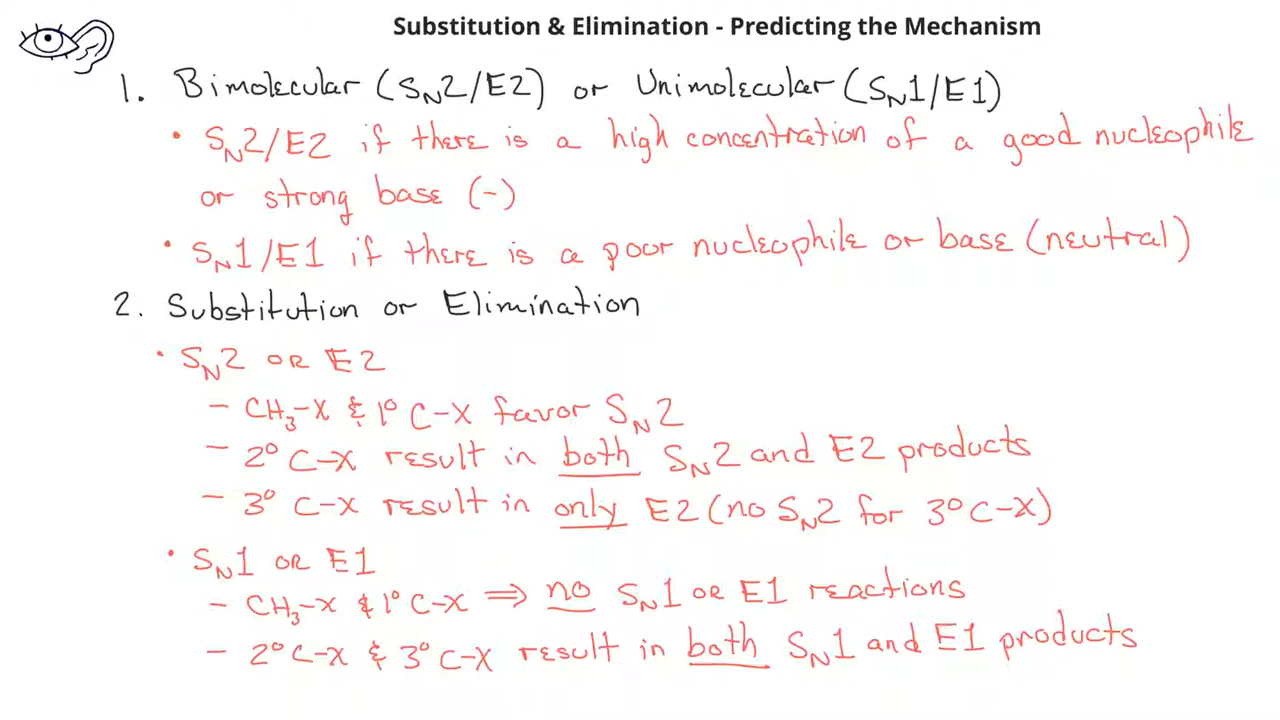 Substitution & Elimination - Predicting the Mechanism
1. Bimolecular (SN2/E2) or Unimolecular (SN1/E1)
• SN2/E2 if there is a high concentration of a good nucleophile
or strong base (-)
• SN1/E1 if there is a poor nucleophile or base (neutral)
2. Substitution or Elimination
• SN2 OR E2
- CH3-X & 1° C-X favor SN2
- 2° C-X result in both SN2 and E2 products
- 3° C-X result in only E2 (no SN2 for 3° C-X)
• SN1 OR E1
- CH3-X & 1° C-X ⇒ no SN1 OR E1 reactions
- 2° C-X & 3° C-X result in both SN1 and E1 products